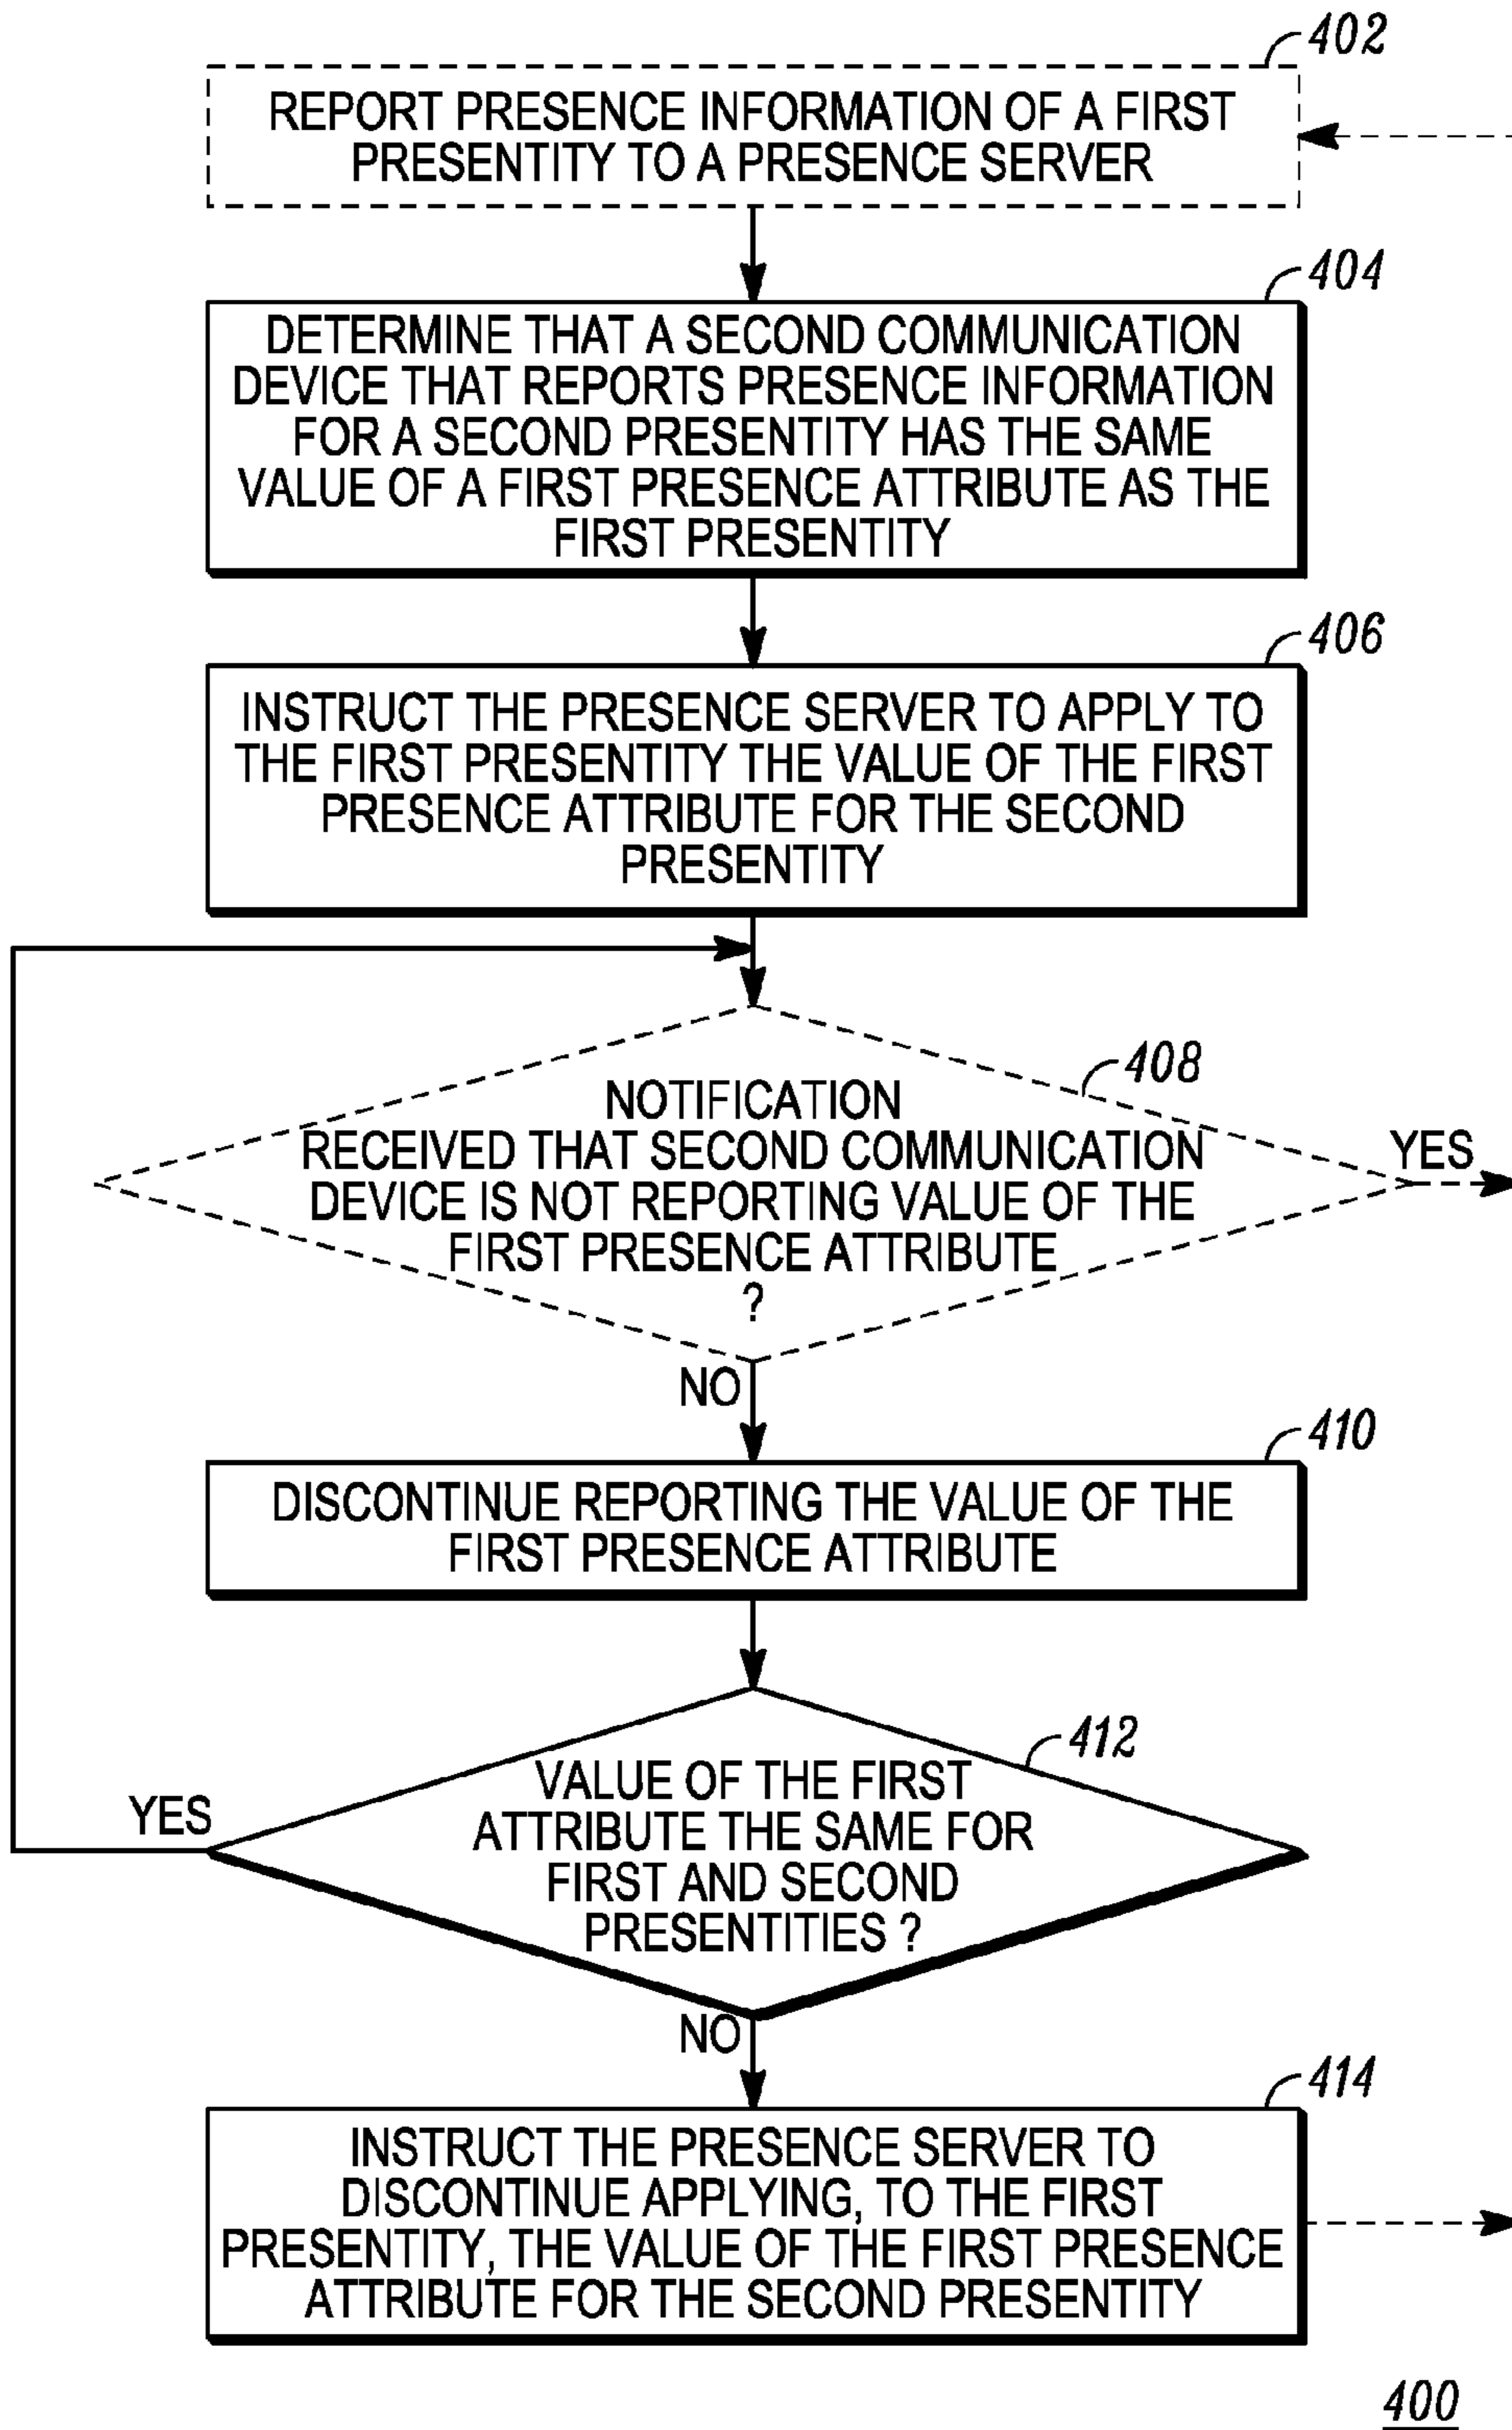 402
REPORT PRESENCE INFORMATION OF A FIRST
PRESENTITY TO A PRESENCE SERVER
404
DETERMINE THAT A SECOND COMMUNICATION
DEVICE THAT REPORTS PRESENCE INFORMATION
FOR A SECOND PRESENTITY HAS THE SAME
VALUE OF A FIRST PRESENCE ATTRIBUTE AS THE
FIRST PRESENTITY
406
INSTRUCT THE PRESENCE SERVER TO APPLY TO
THE FIRST PRESENTITY THE VALUE OF THE FIRST
PRESENCE ATTRIBUTE FOR THE SECOND
PRESENTITY
408
NOTIFICATION
RECEIVED THAT SECOND COMMUNICATION
DEVICE IS NOT REPORTING VALUE OF THE
FIRST PRESENCE ATTRIBUTE
?
YES
NO
410
DISCONTINUE REPORTING THE VALUE OF THE
FIRST PRESENCE ATTRIBUTE
412
VALUE OF THE FIRST
ATTRIBUTE THE SAME FOR
FIRST AND SECOND
PRESENTITIES ?
YES
NO
414
INSTRUCT THE PRESENCE SERVER TO
DISCONTINUE APPLYING, TO THE FIRST
PRESENTITY, THE VALUE OF THE FIRST PRESENCE
ATTRIBUTE FOR THE SECOND PRESENTITY
400